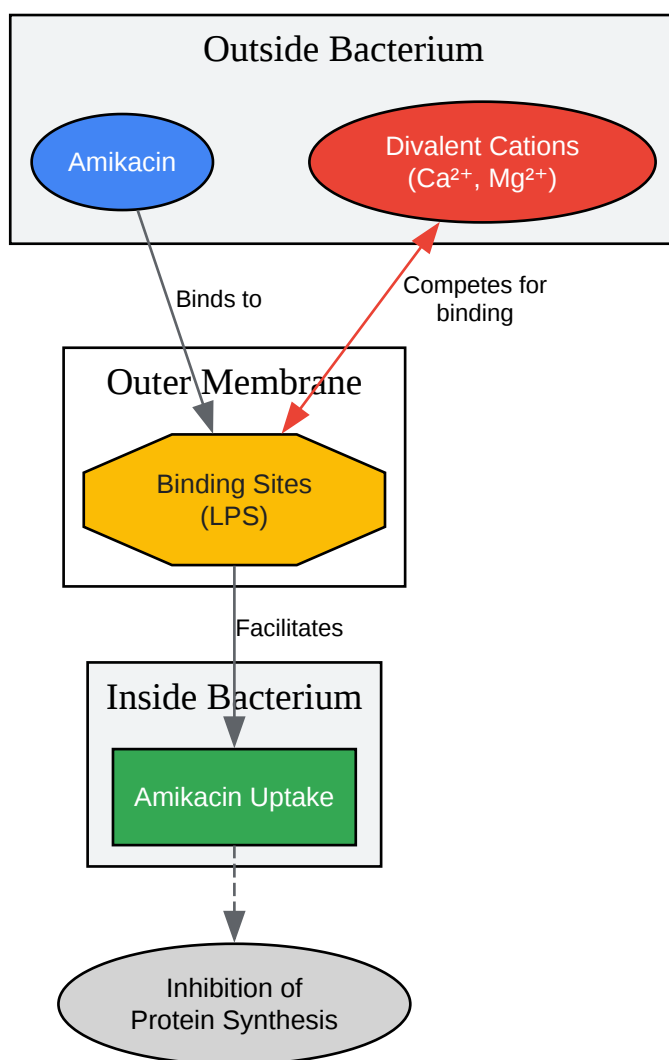 Outside Bacterium
Amikacin
Divalent Cations
(Ca²⁺, Mg²⁺)
Binds to
Competes for
binding
Outer Membrane
Binding Sites
(LPS)
Facilitates
Inside Bacterium
Amikacin Uptake
Inhibition of
Protein Synthesis